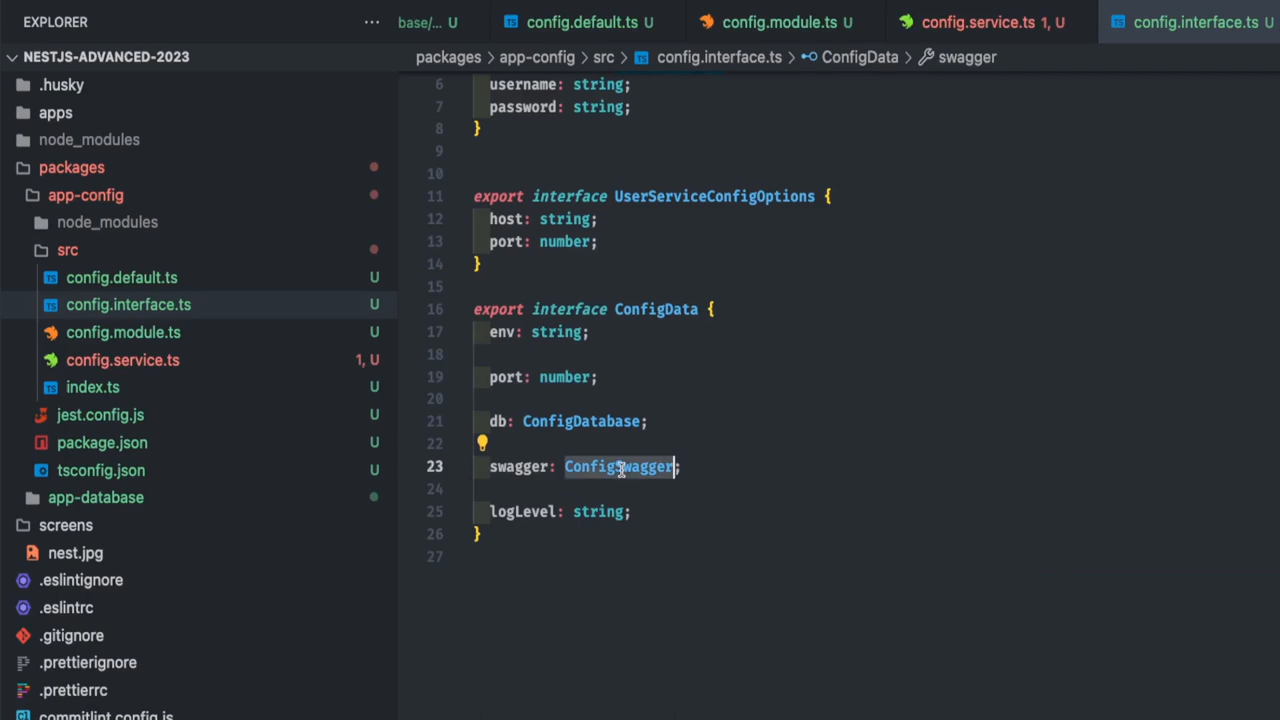 EXPLORER
NESTJS-ADVANCED-2023
.husky
apps
node_modules
packages
app-config
node_modules
src
config.default.ts U
config.interface.ts U
config.module.ts U
config.service.ts 1, U
index.ts U
jest.config.js U
package.json U
tsconfig.json U
app-database
screens
nest.jpg
.eslintignore
.eslintrc
.gitignore
.prettierignore
.prettierrc
commitlint.config.js
base/... U config.default.ts U config.module.ts U config.service.ts 1, U config.interface.ts U
packages > app-config > src > config.interface.ts > ConfigData > swagger
6 username: string;
7 password: string;
8 }
9
10
11 export interface UserServiceConfigOptions {
12 host: string;
13 port: number;
14 }
15
16 export interface ConfigData {
17 env: string;
18
19 port: number;
20
21 db: ConfigDatabase;
22
23 swagger: ConfigSwagger;
24
25 logLevel: string;
26 }
27